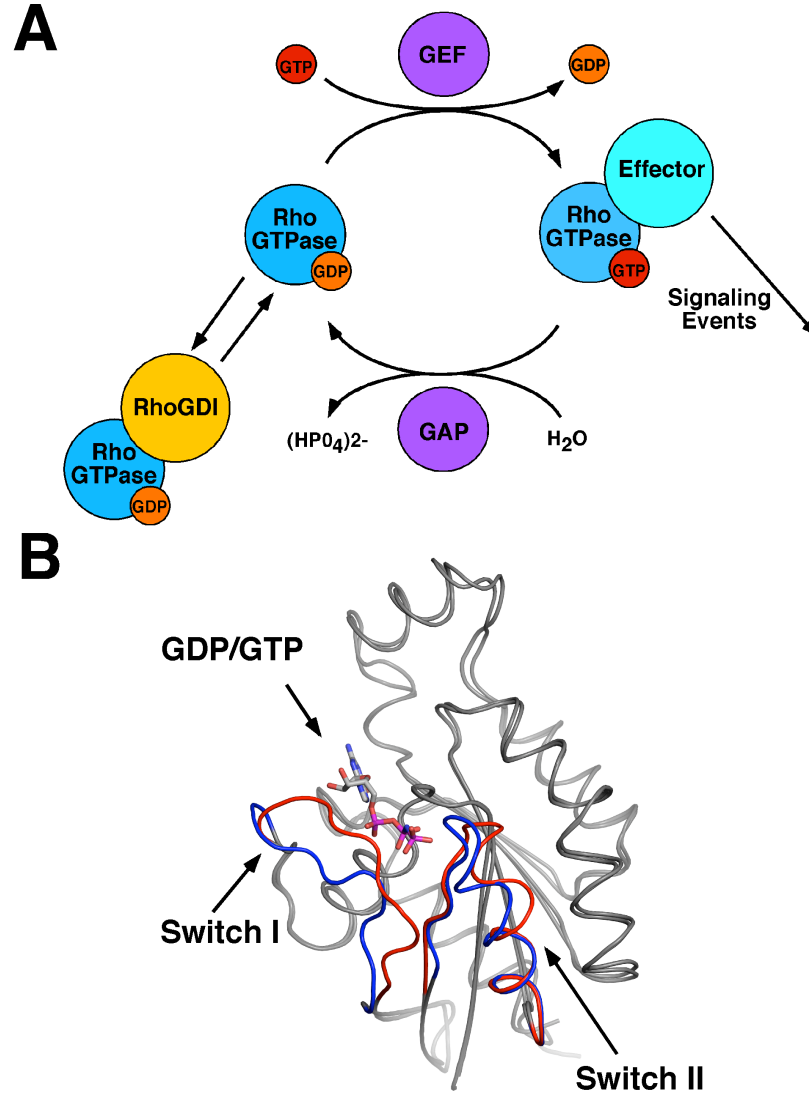 A
GTP
GEF
GDP
Effector
Rho
GTPase
GDP
Rho
GTPase
GTP
Signaling
Events
RhoGDI
(HP0₄)2-
GAP
H₂O
Rho
GTPase
GDP
B
GDP/GTP
Switch I
Switch II